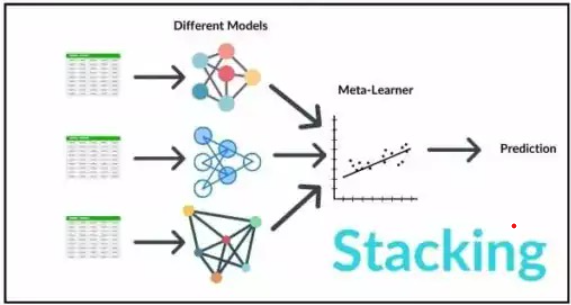 Different Models
Meta-Learner
Prediction
Stacking